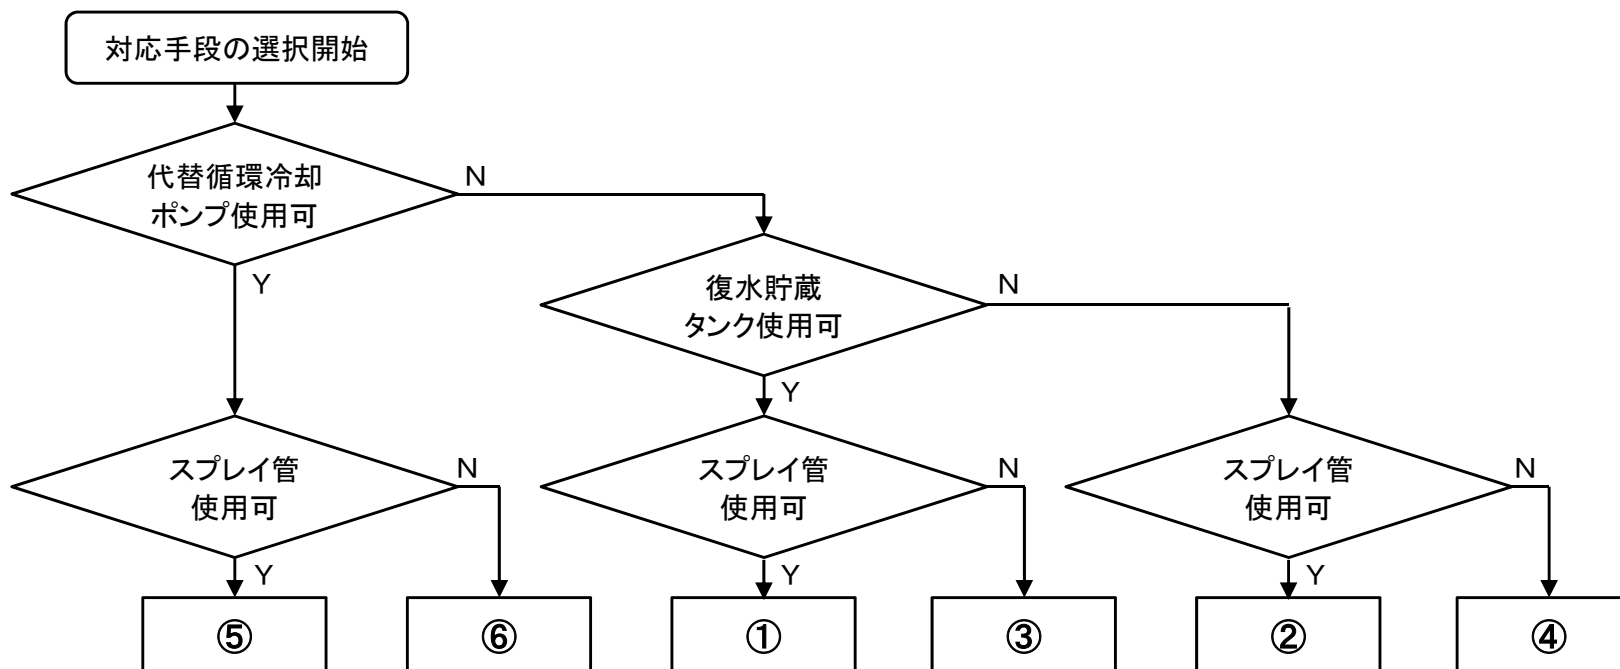 対応手段の選択開始
代替循環冷却
ポンプ使用可
N
Y
復水貯蔵
タンク使用可
N
Y
スプレイ管
使用可
N
Y
スプレイ管
使用可
N
Y
スプレイ管
使用可
N
Y
⑤
⑥
①
③
②
④